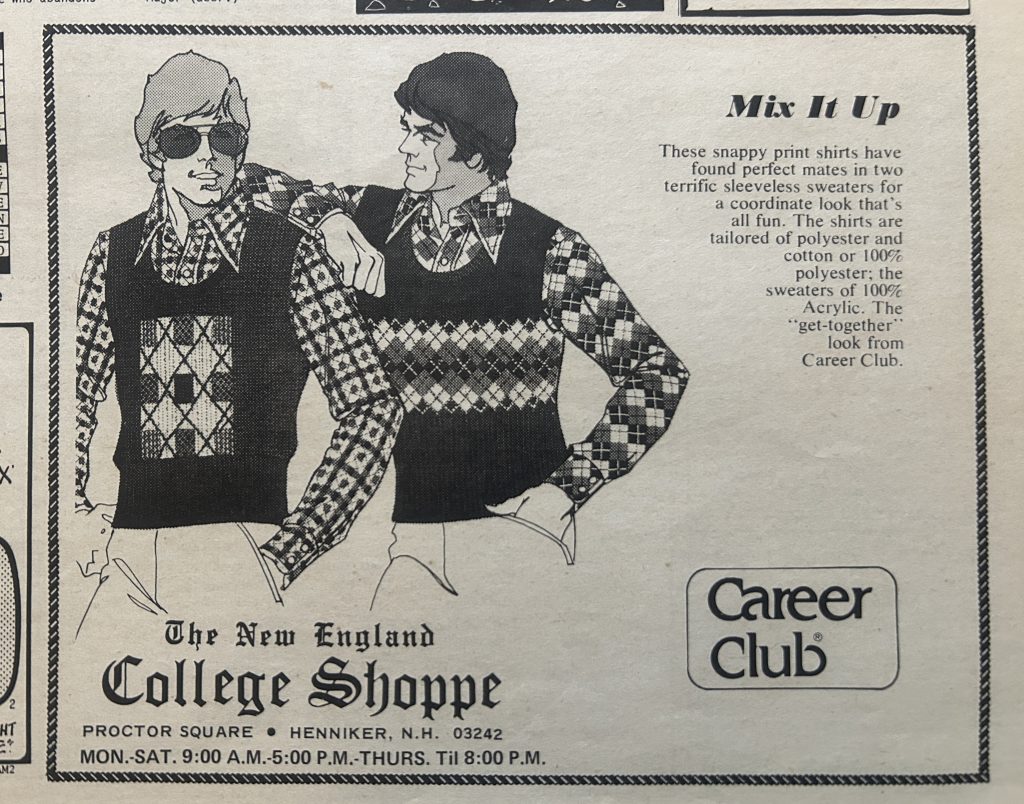 who abandons
Mix It Up
These snappy print shirts have
found perfect mates in two
terrific sleeveless sweaters for
a coordinate look that's
all fun. The shirts are
tailored of polyester and
cotton or 100%
polyester; the
sweaters of 100%
Acrylic. The
"get-together"
look from
Career Club.
Career
Club®
The New England
College Shoppe
PROCTOR SQUARE • HENNIKER, N.H. 03242
MON.-SAT. 9:00 A.M.-5:00 P.M.-THURS. Til 8:00 P.M.